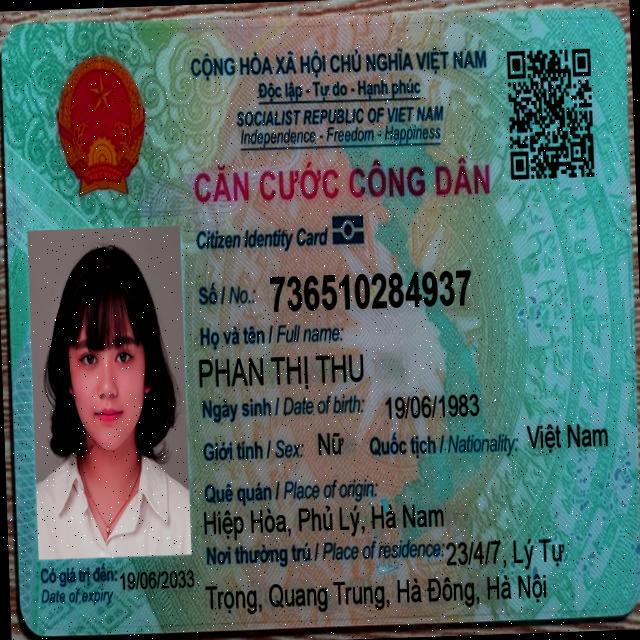 CỘNG HÒA XÃ HỘI CHỦ NGHĨA VIỆT NAM
Độc lập - Tự do - Hạnh phúc
SOCIALIST REPUBLIC OF VIET NAM
Independence - Freedom - Happiness
CĂN CƯỚC CÔNG DÂN
Citizen Identity Card
Số / No.: 736510284937
Họ và tên / Full name:
PHAN THỊ THU
Ngày sinh / Date of birth: 19/06/1983
Giới tính / Sex: Nữ Quốc tịch / Nationality: Việt Nam
Quê quán / Place of origin:
Hiệp Hòa, Phủ Lý, Hà Nam
Nơi thường trú / Place of residence: 23/4/7, Lý Tự
Trọng, Quang Trung, Hà Đông, Hà Nội
Có giá trị đến: 19/06/2033
Date of expiry